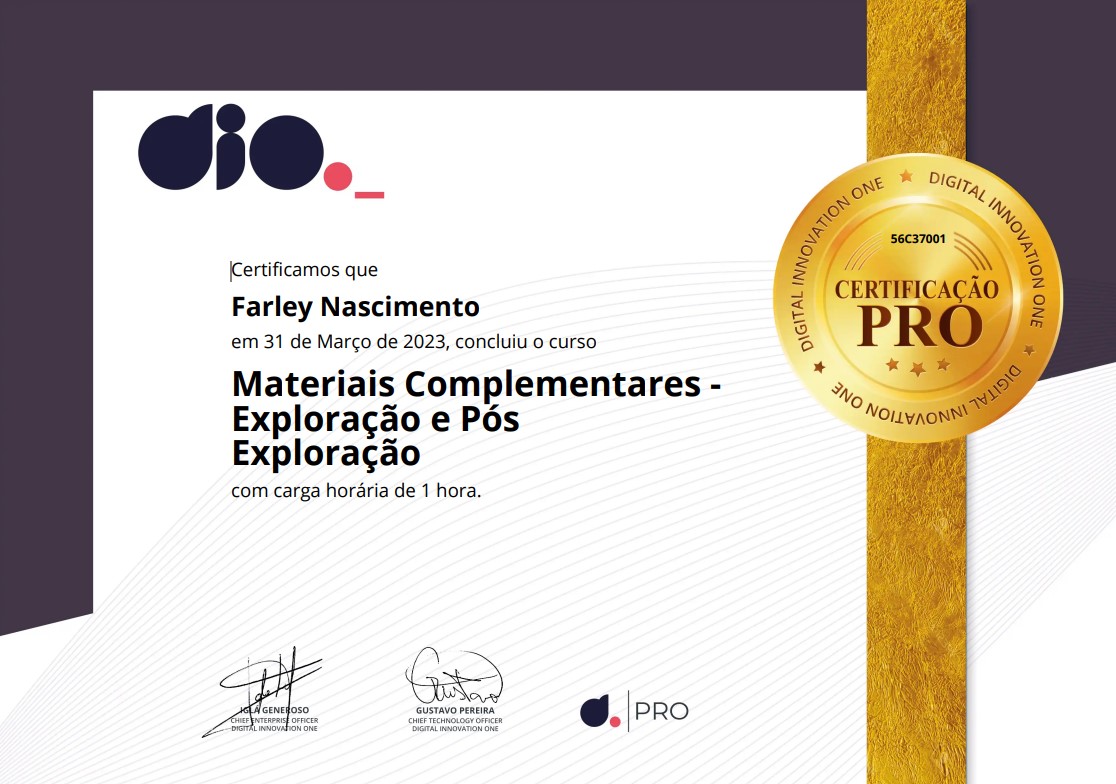 dio._
Certificamos que
Farley Nascimento
em 31 de Março de 2023, concluiu o curso
Materiais Complementares -
Exploração e Pós
Exploração
com carga horária de 1 hora.
DIGITAL INNOVATION ONE
DIGITAL INNOVATION ONE
DIGITAL INNOVATION ONE
56C37001
CERTIFICAÇÃO
PRO
Gustavo
IGLÁ GENEROSO
CHIEF ENTERPRISE OFFICER
DIGITAL INNOVATION ONE
GUSTAVO PEREIRA
CHIEF TECHNOLOGY OFFICER
DIGITAL INNOVATION ONE
d. | PRO